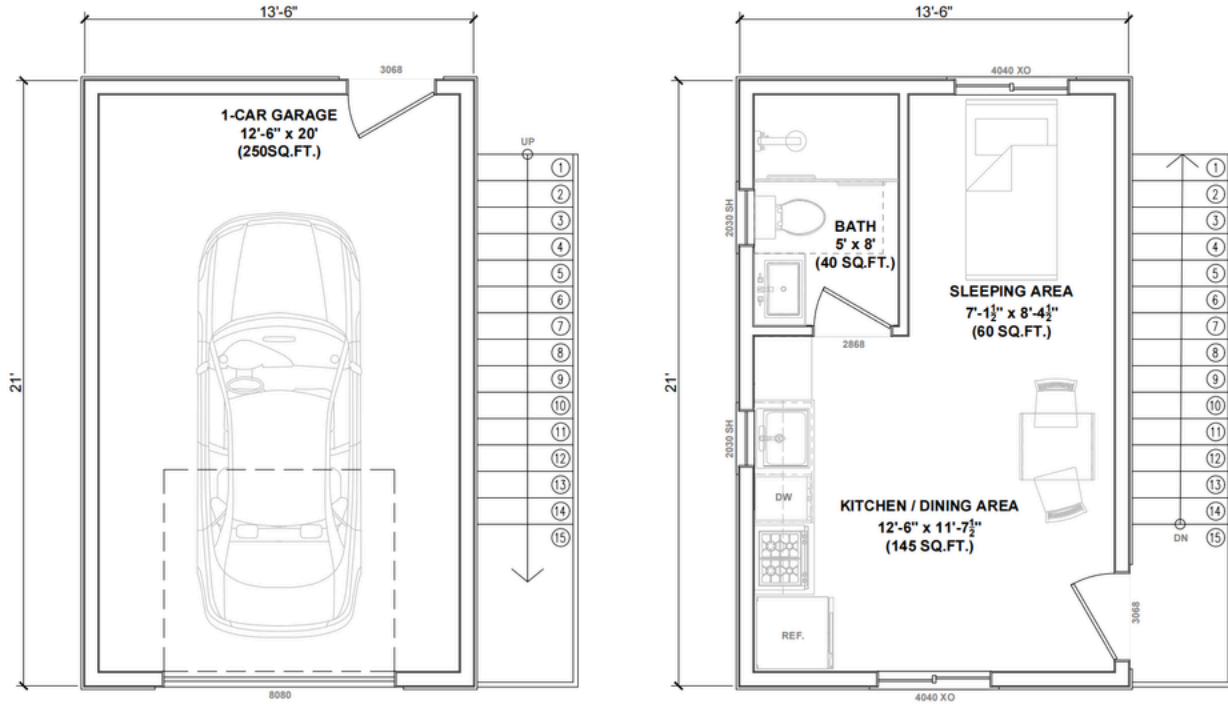 13'-6"
3068
1-CAR GARAGE
12'-6" x 20'
(250SQ.FT.)
UP
1
2
3
4
5
6
7
8
9
10
11
12
13
14
15
21'
8080
13'-6"
4040 XO
2030 SH
BATH
5' x 8'
(40 SQ.FT.)
SLEEPING AREA
7'-1½" x 8'-4½"
(60 SQ.FT.)
2868
21'
2030 SH
DW
KITCHEN / DINING AREA
12'-6" x 11'-7½"
(145 SQ.FT.)
REF.
3068
4040 XO
1
2
3
4
5
6
7
8
9
10
11
12
13
14
15
DN